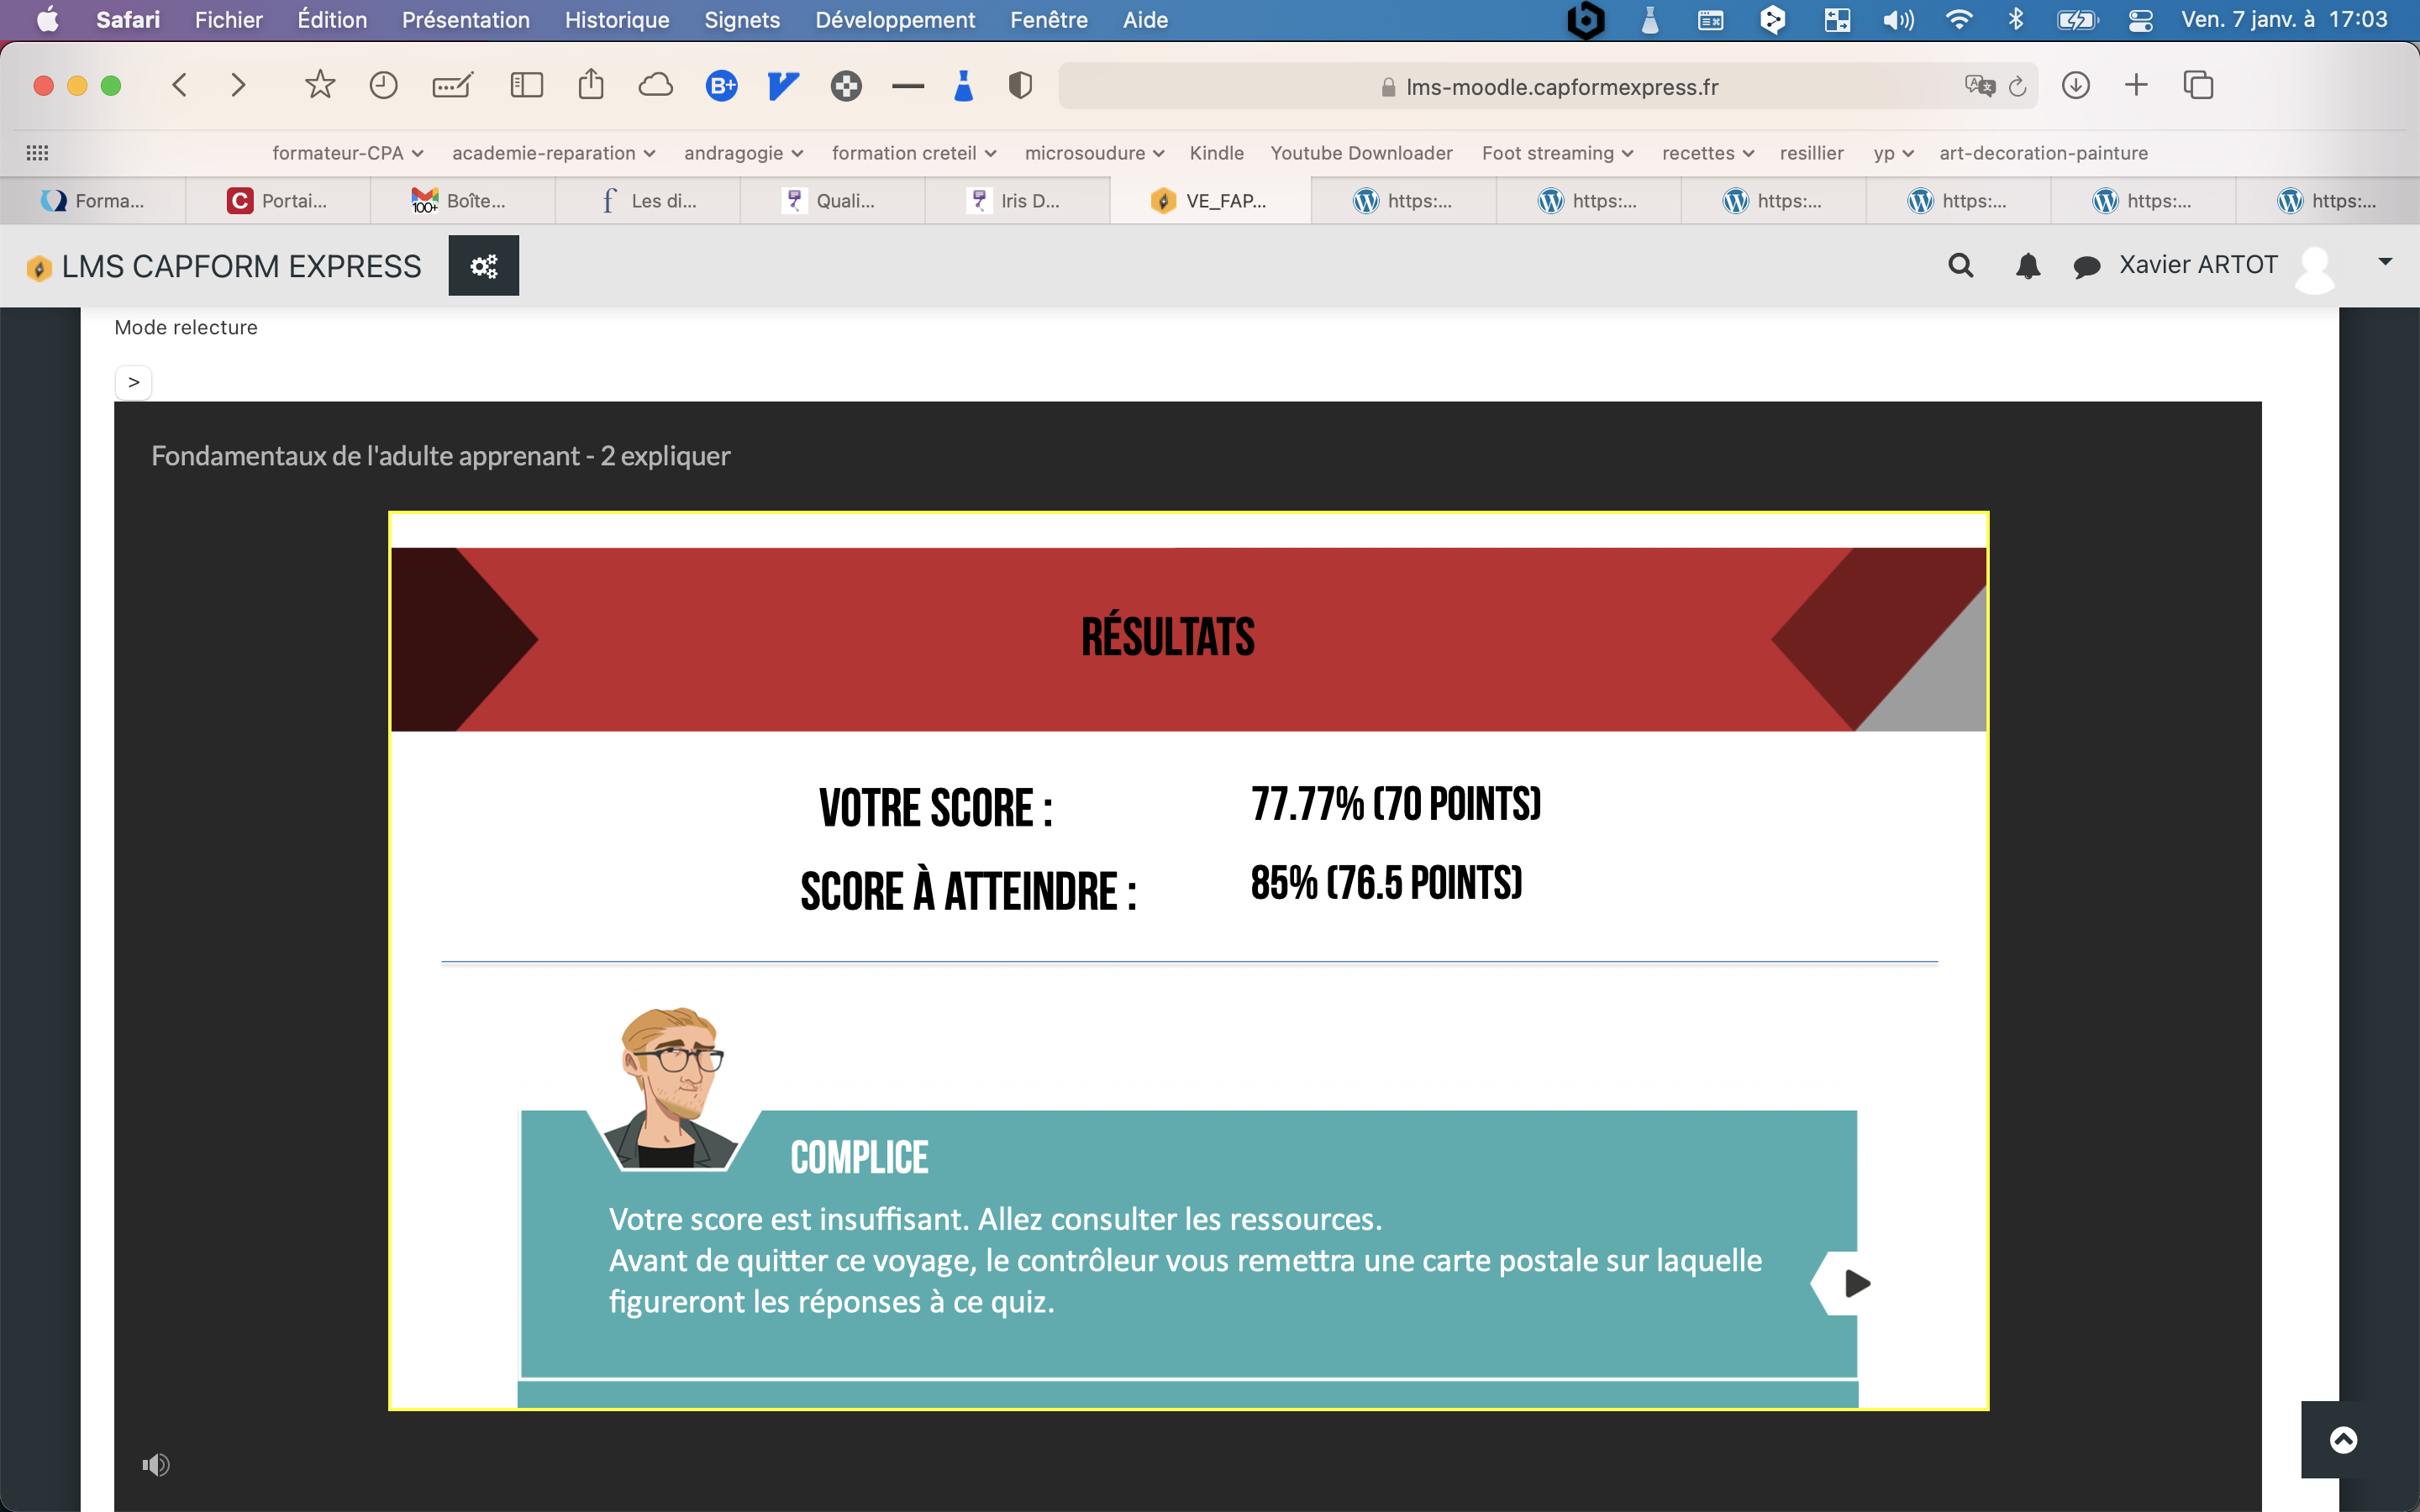 Safari Fichier Édition Présentation Historique Signets Développement Fenêtre Aide Ven. 7 janv. à 17:03
B+ lms-moodle.capformexpress.fr
formateur-CPA academie-reparation andragogie formation creteil microsoudure Kindle Youtube Downloader Foot streaming recettes resillier yp art-decoration-painture
Forma... C Portai... 100+ Boîte... f Les di... Quali... Iris D... VE_FAP... https:... https:... https:... https:... https:... https:...
LMS CAPFORM EXPRESS Xavier ARTOT
Mode relecture
>
Fondamentaux de l'adulte apprenant - 2 expliquer
RÉSULTATS
VOTRE SCORE : 77.77% (70 POINTS)
SCORE À ATTEINDRE : 85% (76.5 POINTS)
COMPLICE
Votre score est insuffisant. Allez consulter les ressources.
Avant de quitter ce voyage, le contrôleur vous remettra une carte postale sur laquelle
figureront les réponses à ce quiz.